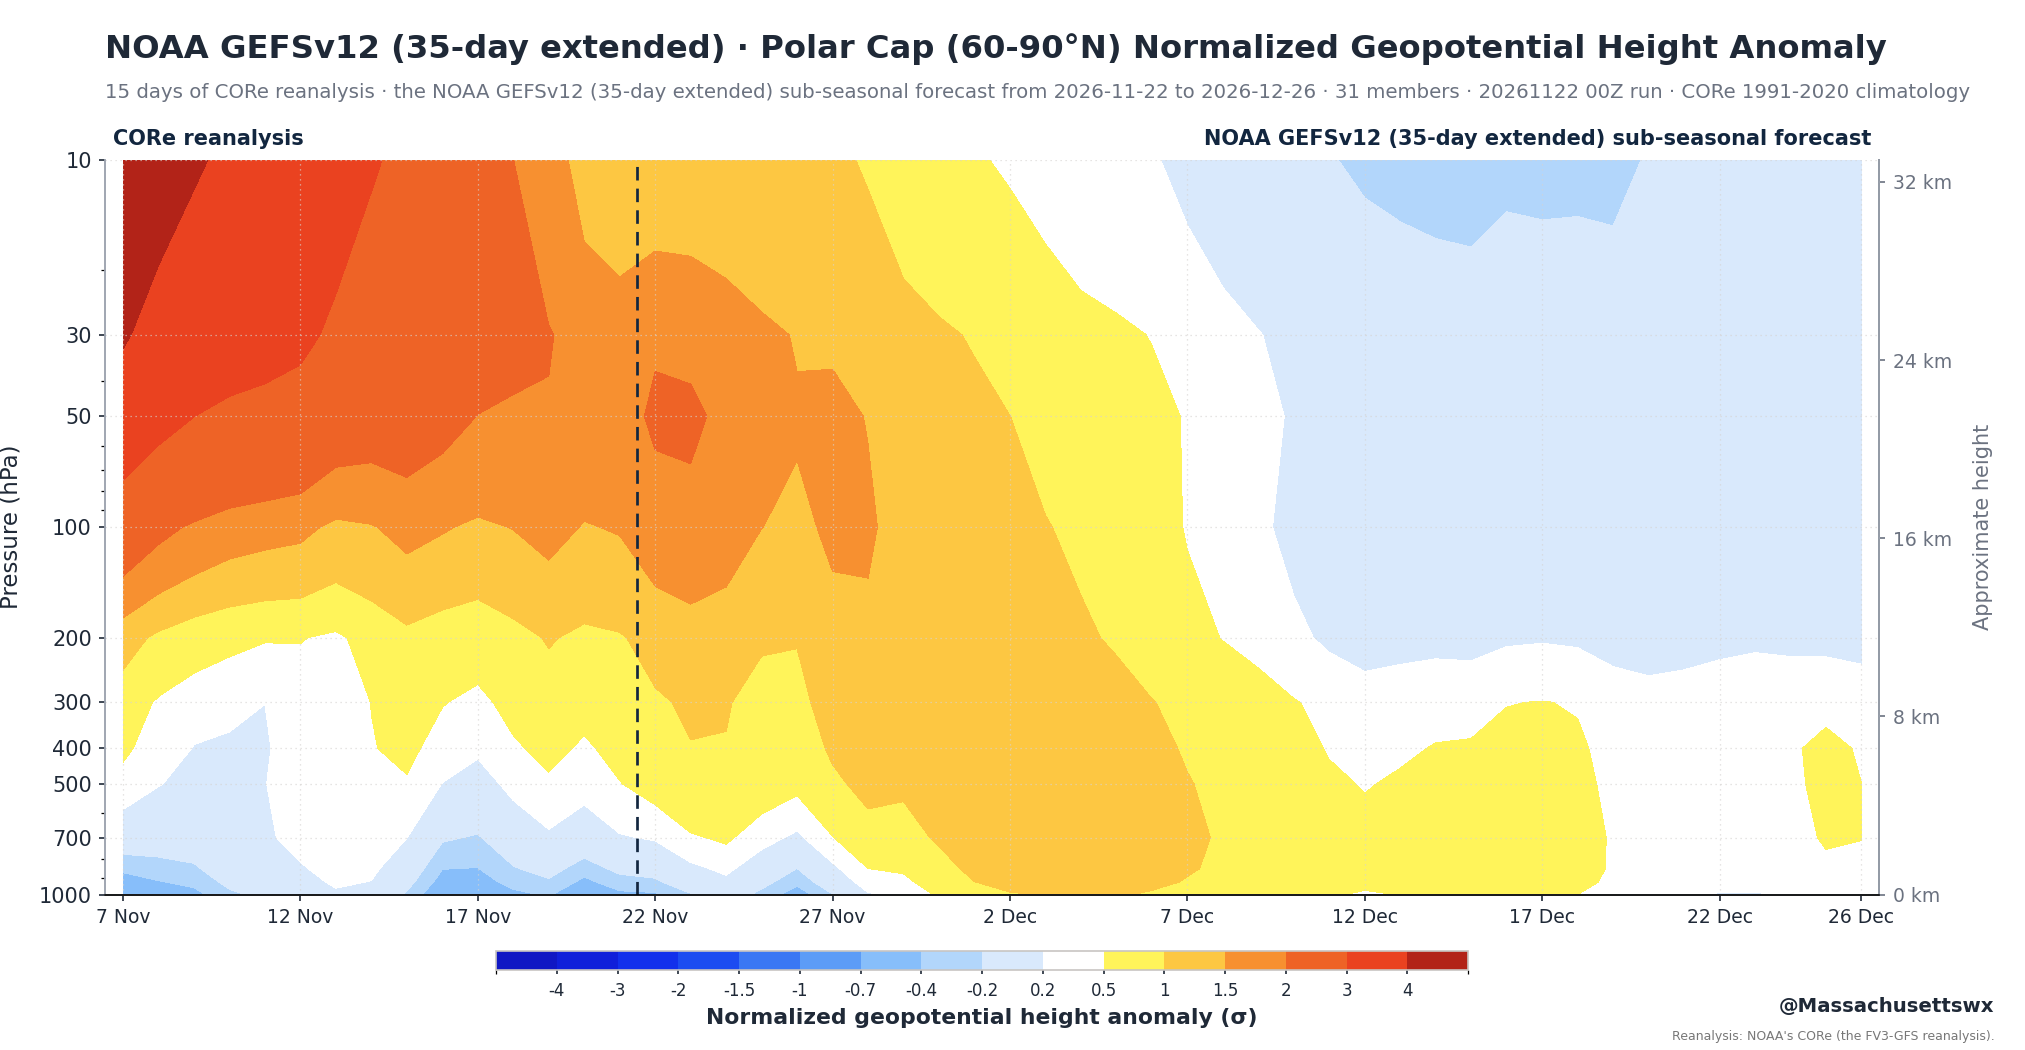 NOAA GEFSv12 (35-day extended) · Polar Cap (60-90°N) Normalized Geopotential Height Anomaly
15 days of CORe reanalysis · the NOAA GEFSv12 (35-day extended) sub-seasonal forecast from 2026-11-22 to 2026-12-26 · 31 members · 20261122 00Z run · CORe 1991-2020 climatology
CORe reanalysis
NOAA GEFSv12 (35-day extended) sub-seasonal forecast
Pressure (hPa)
10
30
50
100
200
300
400
500
700
1000
32 km
24 km
16 km
8 km
0 km
Approximate height
7 Nov 12 Nov 17 Nov 22 Nov 27 Nov 2 Dec 7 Dec 12 Dec 17 Dec 22 Dec 26 Dec
-4 -3 -2 -1.5 -1 -0.7 -0.4 -0.2 0.2 0.5 1 1.5 2 3 4
Normalized geopotential height anomaly (σ)
@Massachusettswx
Reanalysis: NOAA's CORe (the FV3-GFS reanalysis).